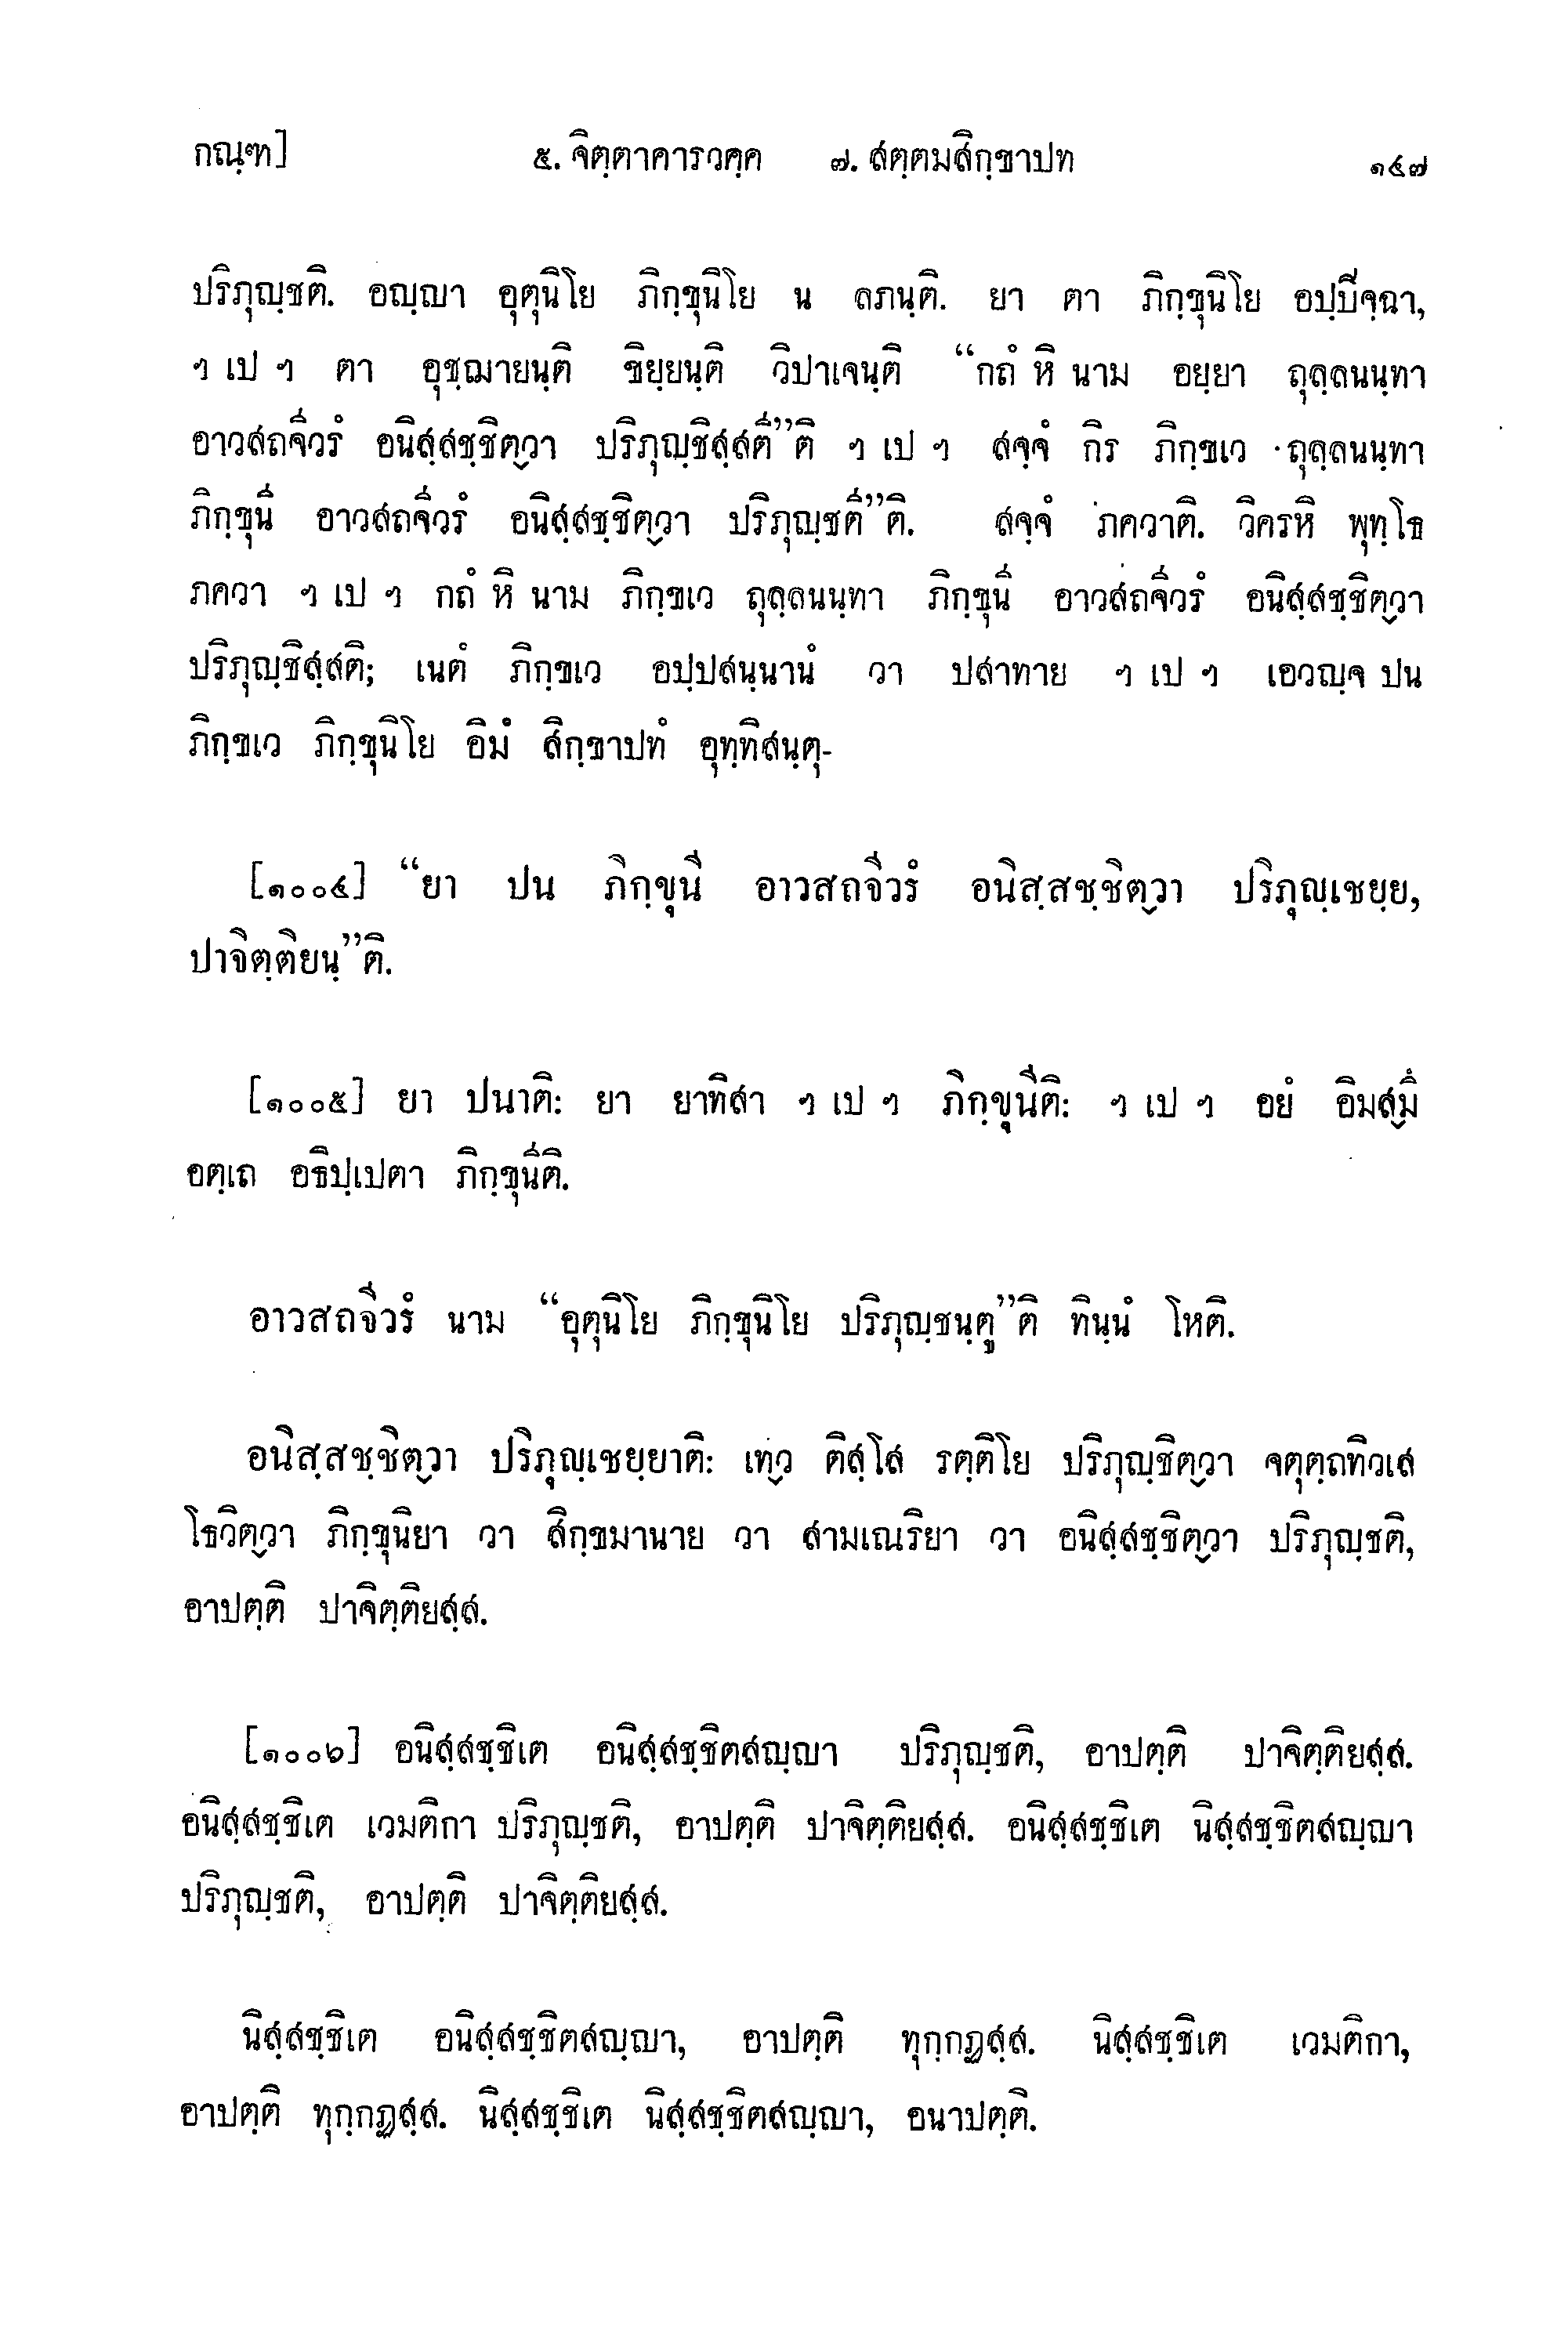 กณฺฑ]	๕. จิตฺตาคารวคฺค	๗. สตฺตมสิกฺขาปท	๑๔๗
ปริภุญฺชติ. อญฺญา อุตุนิโย ภิกฺขุนิโย น ลภนฺติ. ยา ตา ภิกฺขุนิโย อปฺปิจฺฉา,
ฯ เป ฯ ตา อุชฺฌายนฺติ ขิยฺยนฺติ วิปาเจนฺติ “กถํ หิ นาม อยฺยา ถุลฺลนนฺทา
อาวสถจีวรํ อนิสฺสชฺชิตฺวา ปริภุญฺชิสฺสตี”ติ ฯ เป ฯ สจฺจํ กิร ภิกฺขเว ถุลฺลนนฺทา
ภิกฺขุนี อาวสถจีวรํ อนิสฺสชฺชิตฺวา ปริภุญฺชตี”ติ. สจฺจํ ภควาติ. วิครหิ พุทฺโธ
ภควา ฯ เป ฯ กถํ หิ นาม ภิกฺขเว ถุลฺลนนฺทา ภิกฺขุนี อาวสถจีวรํ อนิสฺสชฺชิตฺวา
ปริภุญฺชิสฺสติ; เนตํ ภิกฺขเว อปฺปสนฺนานํ วา ปสาทาย ฯ เป ฯ เอวญฺจ ปน
ภิกฺขเว ภิกฺขุนิโย อิมํ สิกฺขาปทํ อุทฺทิสนฺตุ-
[๑๐๐๔] “ยา ปน ภิกฺขุนี อาวสถจีวรํ อนิสฺสชฺชิตฺวา ปริภุญฺเชยฺย,
ปาจิตฺติยนฺ”ติ.
[๑๐๐๕] ยา ปนาติ: ยา ยาทิสา ฯ เป ฯ ภิกฺขุนีติ: ฯ เป ฯ อยํ อิมสฺมึ
อตฺเถ อธิปฺเปตา ภิกฺขุนีติ.
อาวสถจีวรํ นาม “อุตุนิโย ภิกฺขุนิโย ปริภุญฺชนฺตู”ติ ทินฺนํ โหติ.
อนิสฺสชฺชิตฺวา ปริภุญฺเชยฺยาติ: เทฺว ติสฺโส รตฺติโย ปริภุญฺชิตฺวา จตุตฺถทิวเส
โธวิตฺวา ภิกฺขุนิยา วา สิกฺขมานาย วา สามเณริยา วา อนิสฺสชฺชิตฺวา ปริภุญฺชติ,
อาปตฺติ ปาจิตฺติยสฺส.
[๑๐๐๖] อนิสฺสชฺชิเต อนิสฺสชฺชิตสญฺญา ปริภุญฺชติ, อาปตฺติ ปาจิตฺติยสฺส.
อนิสฺสชฺชิเต เวมติกา ปริภุญฺชติ, อาปตฺติ ปาจิตฺติยสฺส. อนิสฺสชฺชิเต นิสฺสชฺชิตสญฺญา
ปริภุญฺชติ, อาปตฺติ ปาจิตฺติยสฺส.
นิสฺสชฺชิเต อนิสฺสชฺชิตสญฺญา, อาปตฺติ ทุกฺกฏสฺส. นิสฺสชฺชิเต เวมติกา,
อาปตฺติ ทุกฺกฏสฺส. นิสฺสชฺชิเต นิสฺสชฺชิตสญฺญา, อนาปตฺติ.